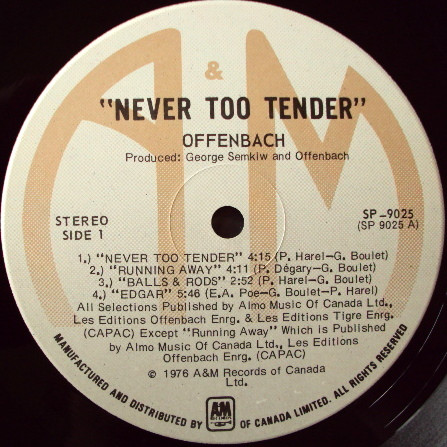 A&M
"NEVER TOO TENDER"
OFFENBACH
Produced: George Semkiw and Offenbach
STEREO
SIDE 1
SP-9025
(SP 9025 A)
1.) "NEVER TOO TENDER" 4:15 (P. Harel-G. Boulet)
2.) "RUNNING AWAY" 4:11 (P. Dégary-G. Boulet)
3.) "BALLS & RODS" 2:52 (P. Harel-G. Boulet)
4.) "EDGAR" 5:46 (E.A. Poe-G. Boulet-P. Harel)
All Selections Published by Almo Music Of Canada Ltd.,
Les Editions Offenbach Enrg. & Les Editions Tigre Enrg.
(CAPAC) Except "Running Away" Which is Published
by Almo Music Of Canada Ltd., Les Editions
Offenbach Enrg. (CAPAC)
© 1976 A&M Records of Canada
Ltd.
MANUFACTURED AND DISTRIBUTED BY A&M RECORDS OF CANADA LIMITED. ALL RIGHTS RESERVED